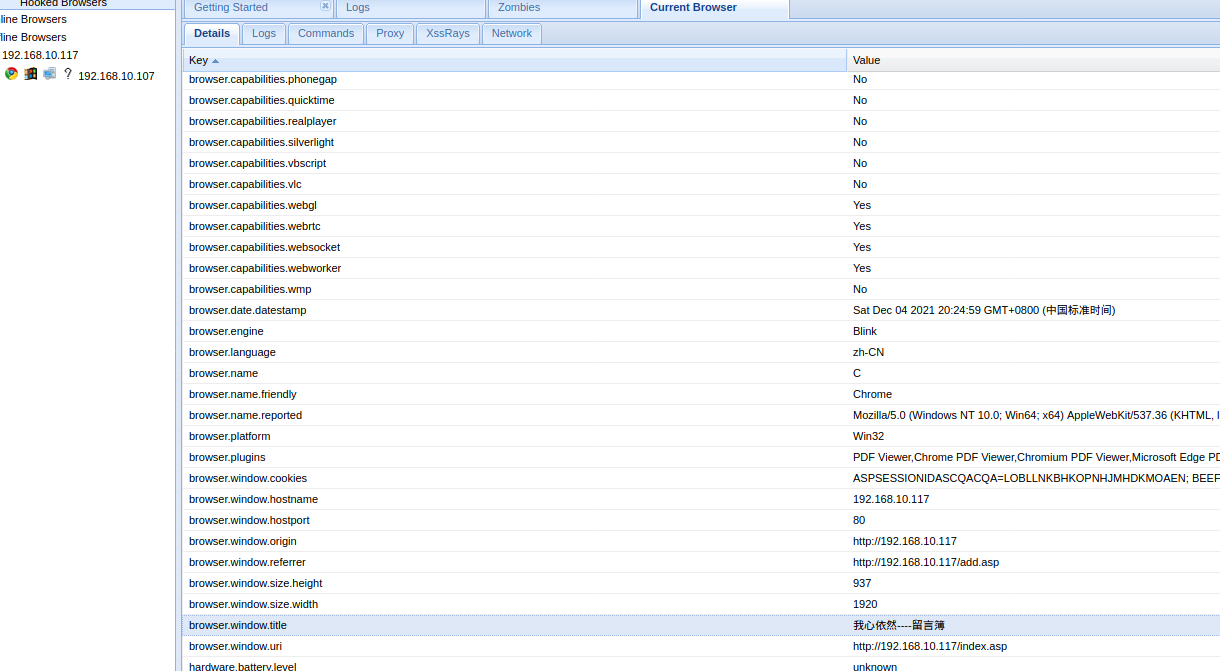 Hooked Browsers
line Browsers
fline Browsers
192.168.10.117
? 192.168.10.107
Getting Started Logs Zombies Current Browser
Details Logs Commands Proxy XssRays Network
Key Value
browser.capabilities.phonegap No
browser.capabilities.quicktime No
browser.capabilities.realplayer No
browser.capabilities.silverlight No
browser.capabilities.vbscript No
browser.capabilities.vlc No
browser.capabilities.webgl Yes
browser.capabilities.webrtc Yes
browser.capabilities.websocket Yes
browser.capabilities.webworker Yes
browser.capabilities.wmp No
browser.date.datestamp Sat Dec 04 2021 20:24:59 GMT+0800 (中国标准时间)
browser.engine Blink
browser.language zh-CN
browser.name C
browser.name.friendly Chrome
browser.name.reported Mozilla/5.0 (Windows NT 10.0; Win64; x64) AppleWebKit/537.36 (KHTML, l
browser.platform Win32
browser.plugins PDF Viewer,Chrome PDF Viewer,Chromium PDF Viewer,Microsoft Edge PD
browser.window.cookies ASPSESSIONIDASCQACQA=LOBLLNKBHKOPNHJMHDKMOAEN; BEEF
browser.window.hostname 192.168.10.117
browser.window.hostport 80
browser.window.origin http://192.168.10.117
browser.window.referrer http://192.168.10.117/add.asp
browser.window.size.height 937
browser.window.size.width 1920
browser.window.title 我心依然----留言簿
browser.window.uri http://192.168.10.117/index.asp
hardware.battery.level unknown